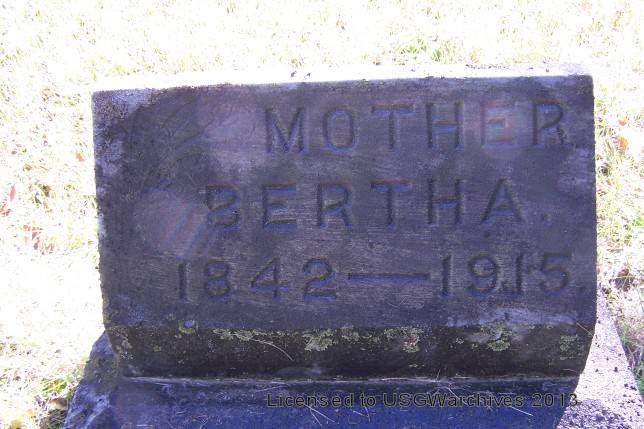 MOTHER
BERTHA.
1842—1915.
Licensed to USGWarchives 2013